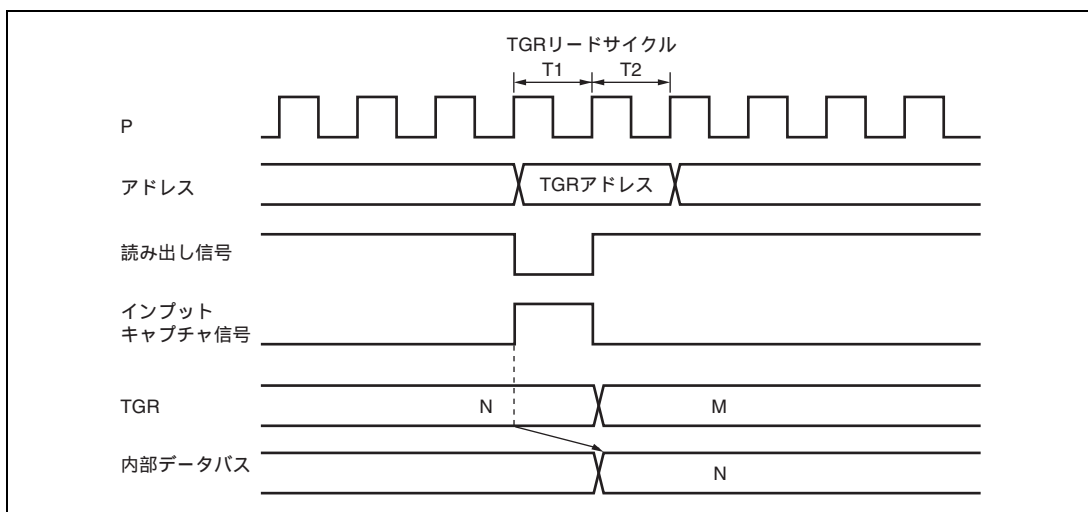 TGRリードサイクル
T1 T2
P
アドレス
TGRアドレス
読み出し信号
インプット
キャプチャ信号
TGR
N
M
内部データバス
N